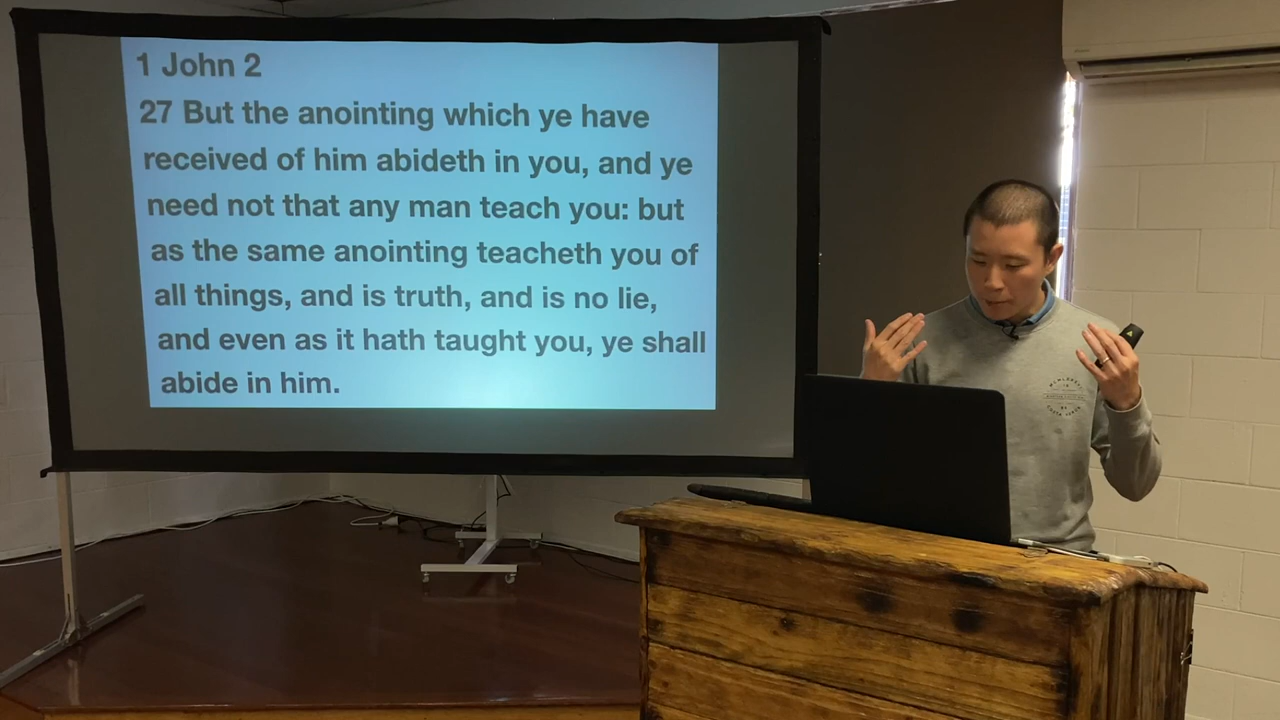 1 John 2
27 But the anointing which ye have
received of him abideth in you, and ye
need not that any man teach you: but
as the same anointing teacheth you of
all things, and is truth, and is no lie,
and even as it hath taught you, ye shall
abide in him.